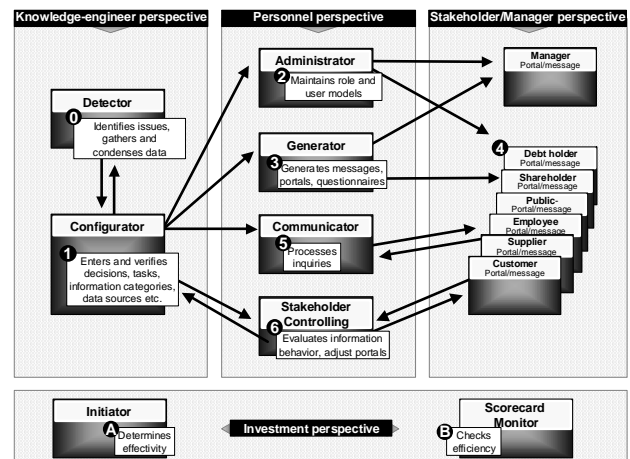 Knowledge-engineer perspective
Personnel perspective
Stakeholder/Manager perspective
Detector
0
Identifies issues,
gathers and
condenses data
Configurator
1
Enters and verifies
decisions, tasks,
information categories,
data sources etc.
Administrator
2
Maintains role and
user models
Generator
3
Generates messages,
portals, questionnaires
Communicator
5
Processes
inquiries
Stakeholder
Controlling
6
Evaluates information
behavior, adjust portals
Manager
Portal/message
4
Debt holder
Portal/message
Shareholder
Portal/message
Public-
Portal/message
Employee
Portal/message
Supplier
Portal/message
Customer
Portal/message
Initiator
A
Determines
effectivity
Investment perspective
Scorecard
Monitor
B
Checks
efficiency